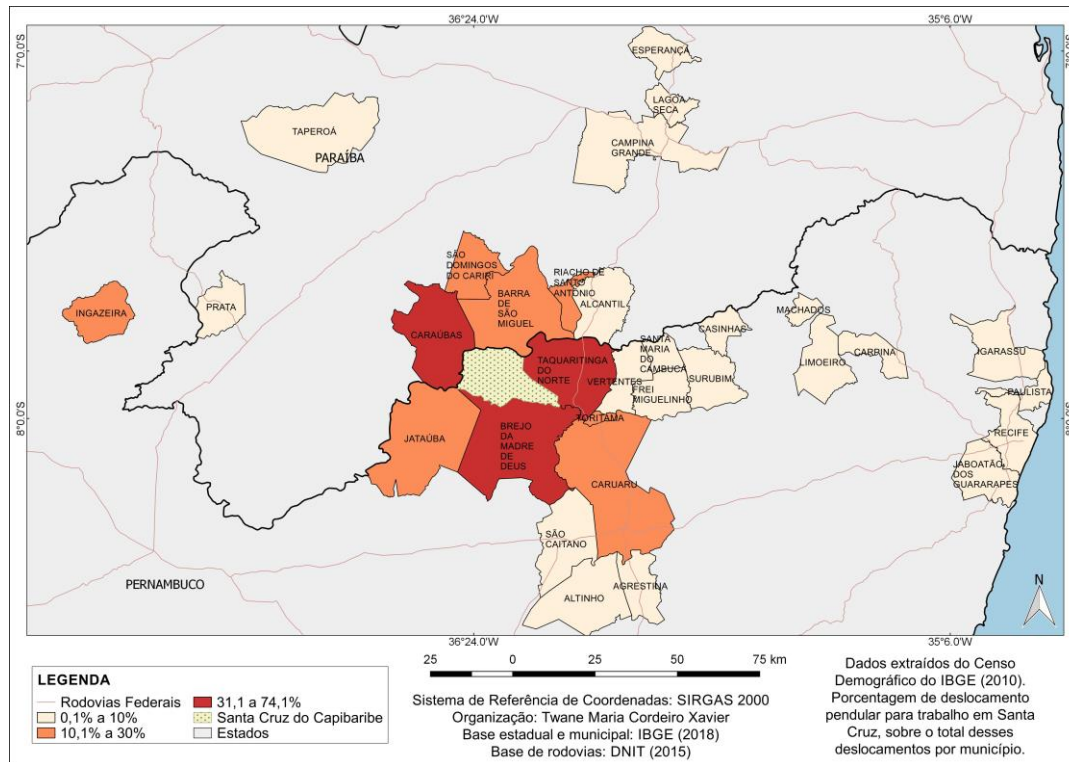 36°24.0'W
35°6.0'W
7°0.0'S
7°0.0'S
ESPERANÇA
LAGOA
SECA
TAPEROÁ
PARAÍBA
CAMPINA
GRANDE
SÃO
DOMINGOS
DO CARIRI
RIACHO DE
SANTO
ANTÔNIO
BARRA
DE
SÃO
MIGUEL
ALCANTIL
INGAZEIRA
PRATA
CARAÚBAS
MACHADOS
CASINHAS
SANTA
MARIA
DO
CAMBUCÁ
IGARASSU
TAQUARITINGA
DO
NORTE
LIMOEIRO
CARPINA
VERTENTES
FREI
MIGUELINHO
SURUBIM
PAULISTA
8°0.0'S
8°0.0'S
TORITAMA
RECIFE
JATAÚBA
BREJO
DA
MADRE
DE
DEUS
JABOATÃO
DOS
GUARARAPES
CARUARU
SÃO
CAITANO
PERNAMBUCO
ALTINHO
AGRESTINA
N
36°24.0'W
35°6.0'W
LEGENDA
Rodovias Federais
0,1% a 10%
10,1% a 30%
31,1 a 74,1%
Santa Cruz do Capibaribe
Estados
25 0 25 50 75 km
Sistema de Referência de Coordenadas: SIRGAS 2000
Organização: Twane Maria Cordeiro Xavier
Base estadual e municipal: IBGE (2018)
Base de rodovias: DNIT (2015)
Dados extraídos do Censo
Demográfico do IBGE (2010).
Porcentagem de deslocamento
pendular para trabalho em Santa
Cruz, sobre o total desses
deslocamentos por município.